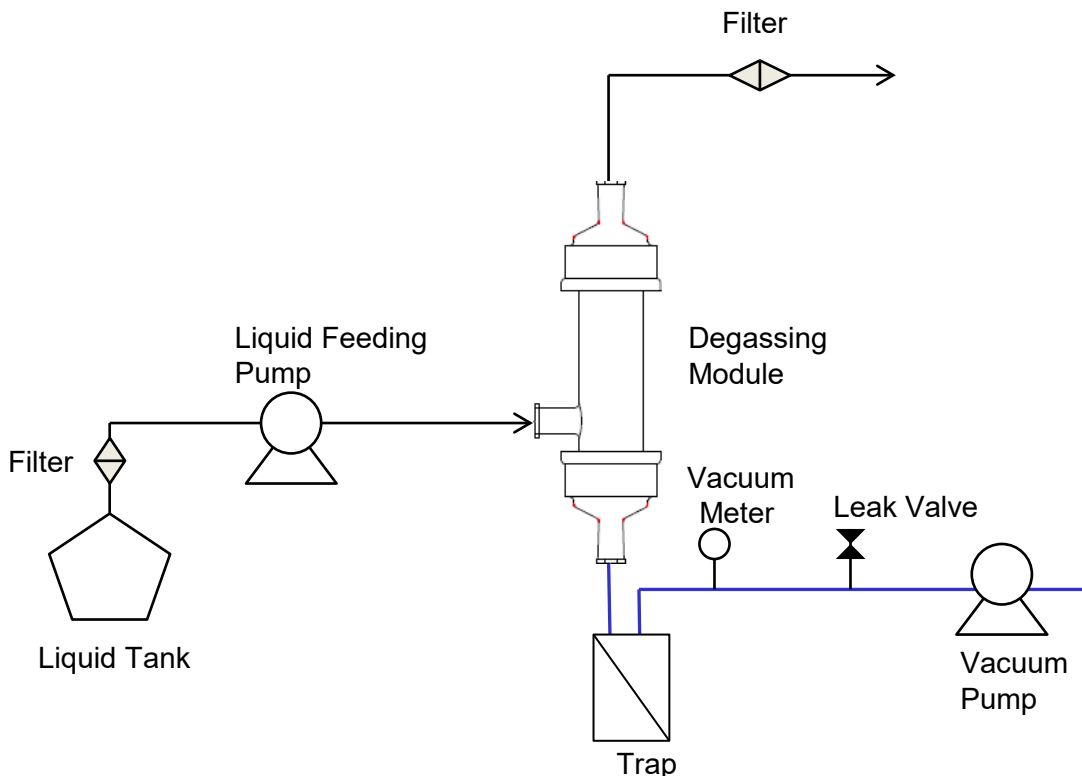 Filter
Liquid Feeding
Pump
Degassing
Module
Filter
Vacuum
Meter
Leak Valve
Liquid Tank
Vacuum
Pump
Trap